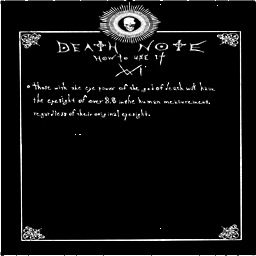 DEATH NOTE
HOW to USE It
XVI
• Those with the eye power of the god of death will have
the eyesight of over 3.6 in the human measurement,
regardless of their original eyesight.